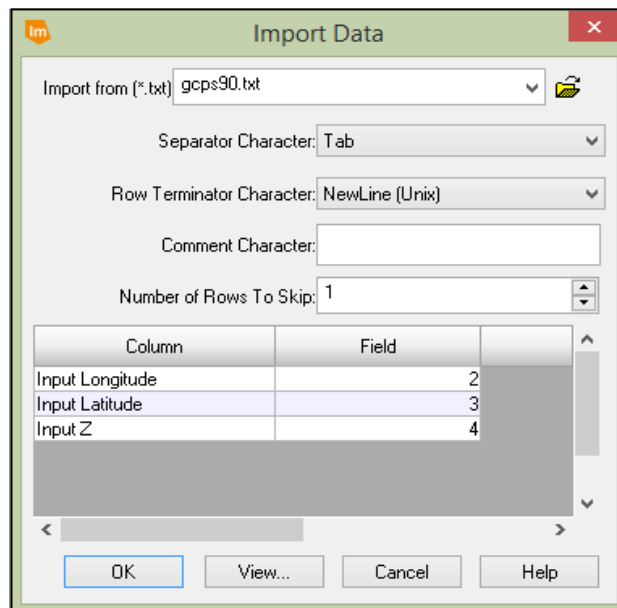 Im
Import Data
Import from (*.txt) gcps90.txt
Separator Character: Tab
Row Terminator Character: NewLine (Unix)
Comment Character:
Number of Rows To Skip: 1
Column Field
Input Longitude 2
Input Latitude 3
Input Z 4
OK View... Cancel Help